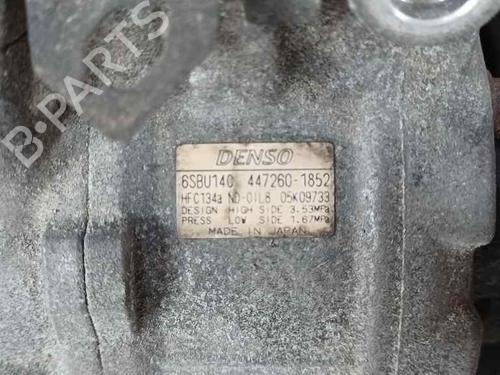 B-PARTS
DENSO
6SBU14C 447260-1852
HFC134a ND-OIL8 05K09733
DESIGN HIGH SIDE 3.53MPa
PRESS LOW SIDE 1.67MPa
MADE IN JAPAN